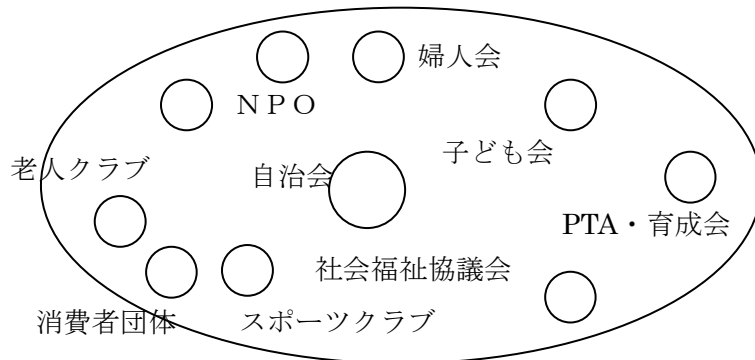 婦人会
ＮＰＯ
子ども会
老人クラブ
自治会
PTA・育成会
社会福祉協議会
消費者団体
スポーツクラブ